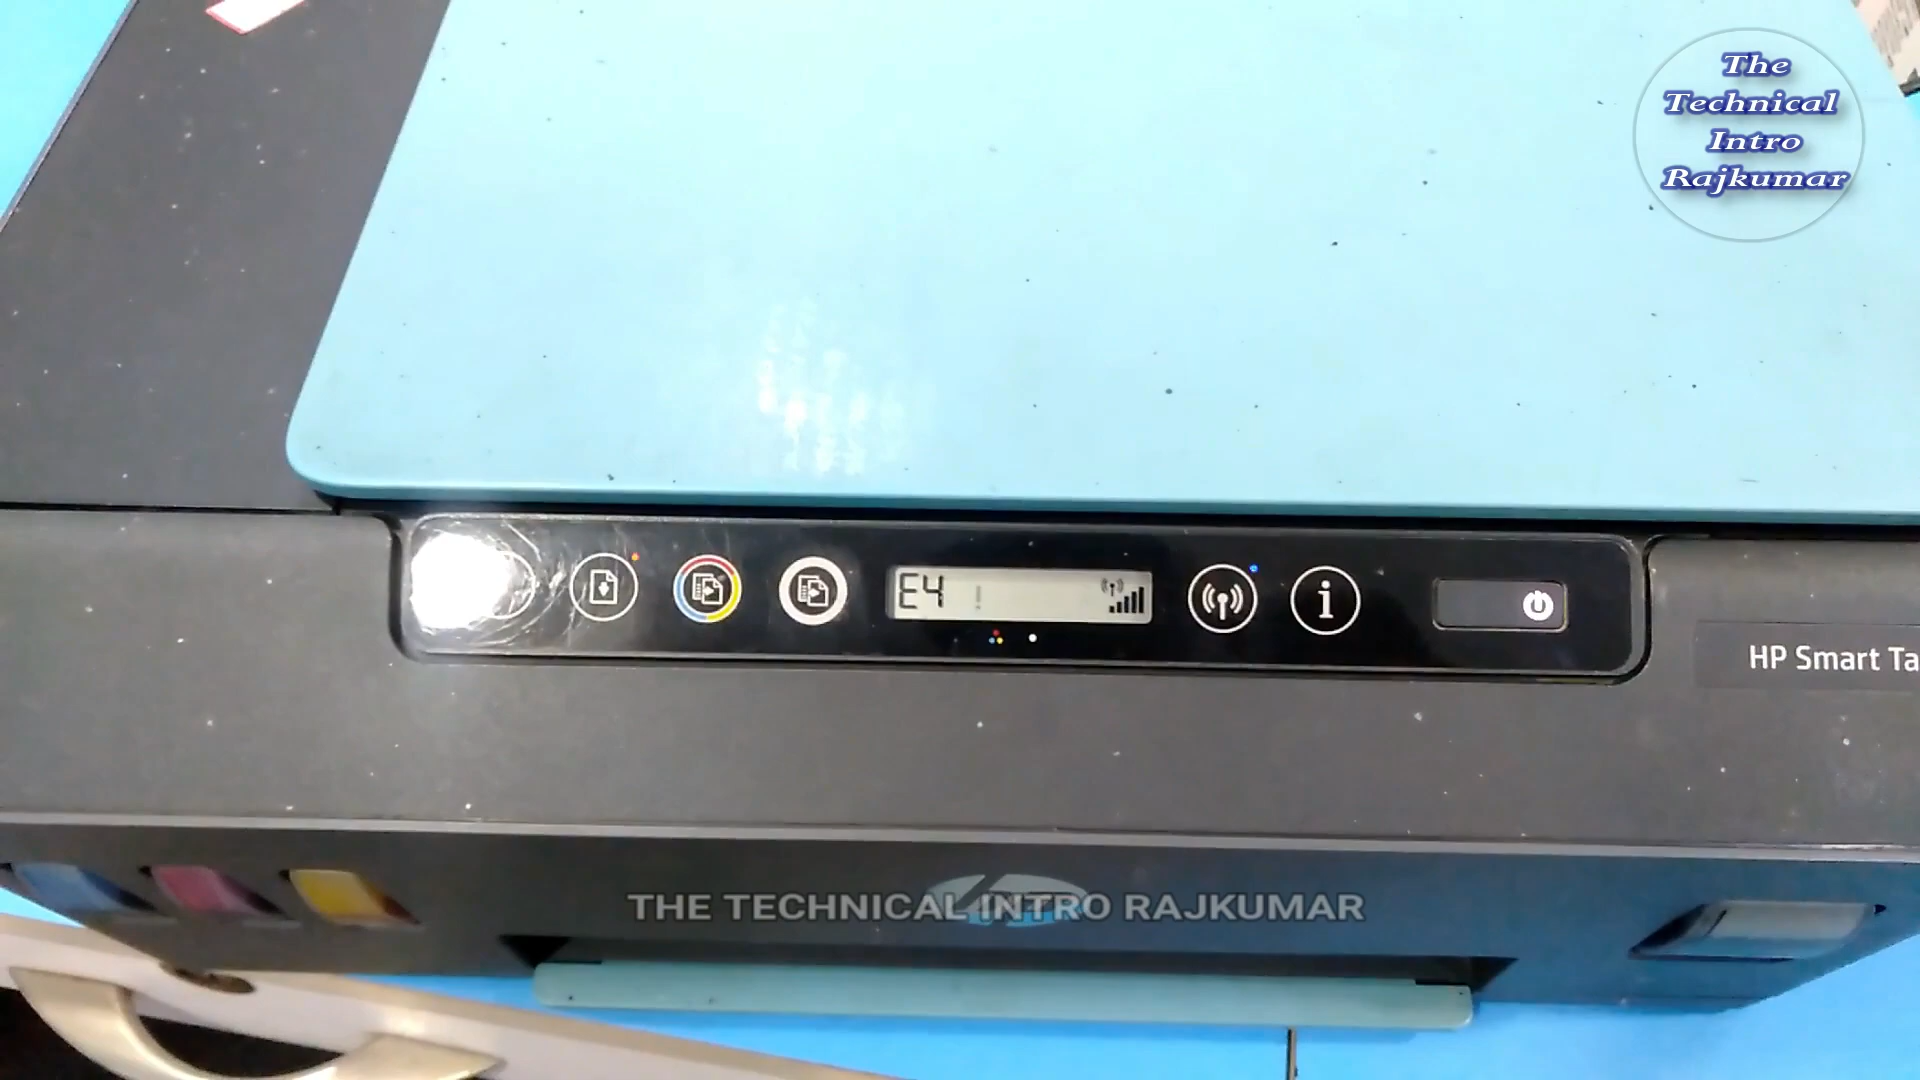 The
Technical
Intro
Rajkumar
E4
HP Smart Ta
THE TECHNICAL INTRO RAJKUMAR